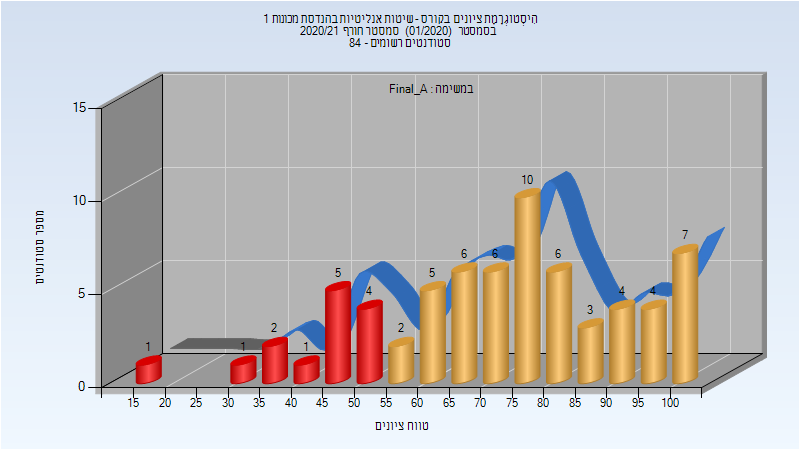 היסטוגרמת ציונים בקורס - שיטות אנליטיות בהנדסת מכונות 1
בסמסטר (01/2020) סמסטר חורף 2020/21
סטודנטים רשומים - 84
במשימה : Final_A
מספר סטודנטים
15
10
5
0
1 1 2 1 5 4 2 5 6 6 10 6 3 4 4 7
15 20 25 30 35 40 45 50 55 60 65 70 75 80 85 90 95 100
טווח ציונים